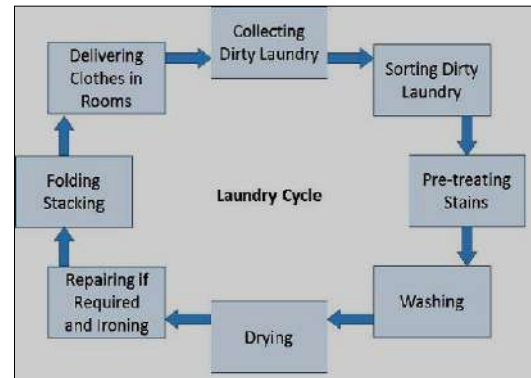 Collecting
Dirty Laundry
Sorting Dirty
Laundry
Pre-treating
Stains
Washing
Drying
Repairing if
Required
and Ironing
Folding
Stacking
Delivering
Clothes in
Rooms
Laundry Cycle